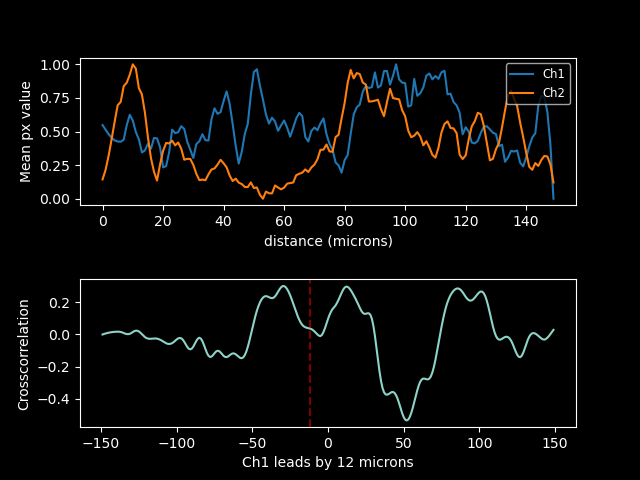 1.00
0.75
0.50
0.25
0.00
Mean px value
Ch1
Ch2
0 20 40 60 80 100 120 140
distance (microns)
0.2
0.0
−0.2
−0.4
Crosscorrelation
−150 −100 −50 0 50 100 150
Ch1 leads by 12 microns